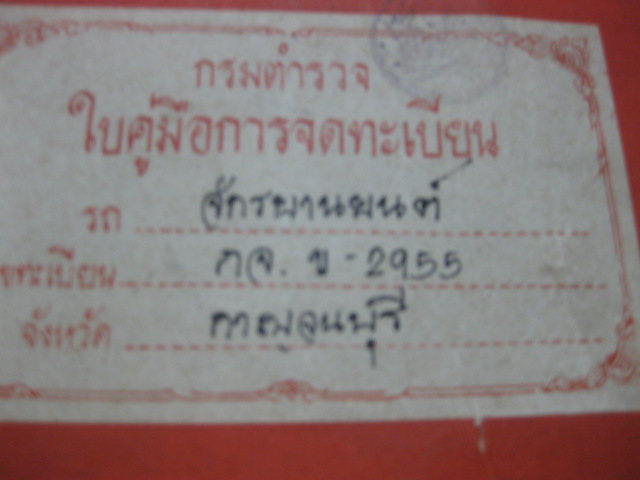 กรมตำรวจ
ใบคู่มือการจดทะเบียน
รถ จักรยานยนต์
ทะเบียน กจ. ข - 2955
จังหวัด กาญจนบุรี